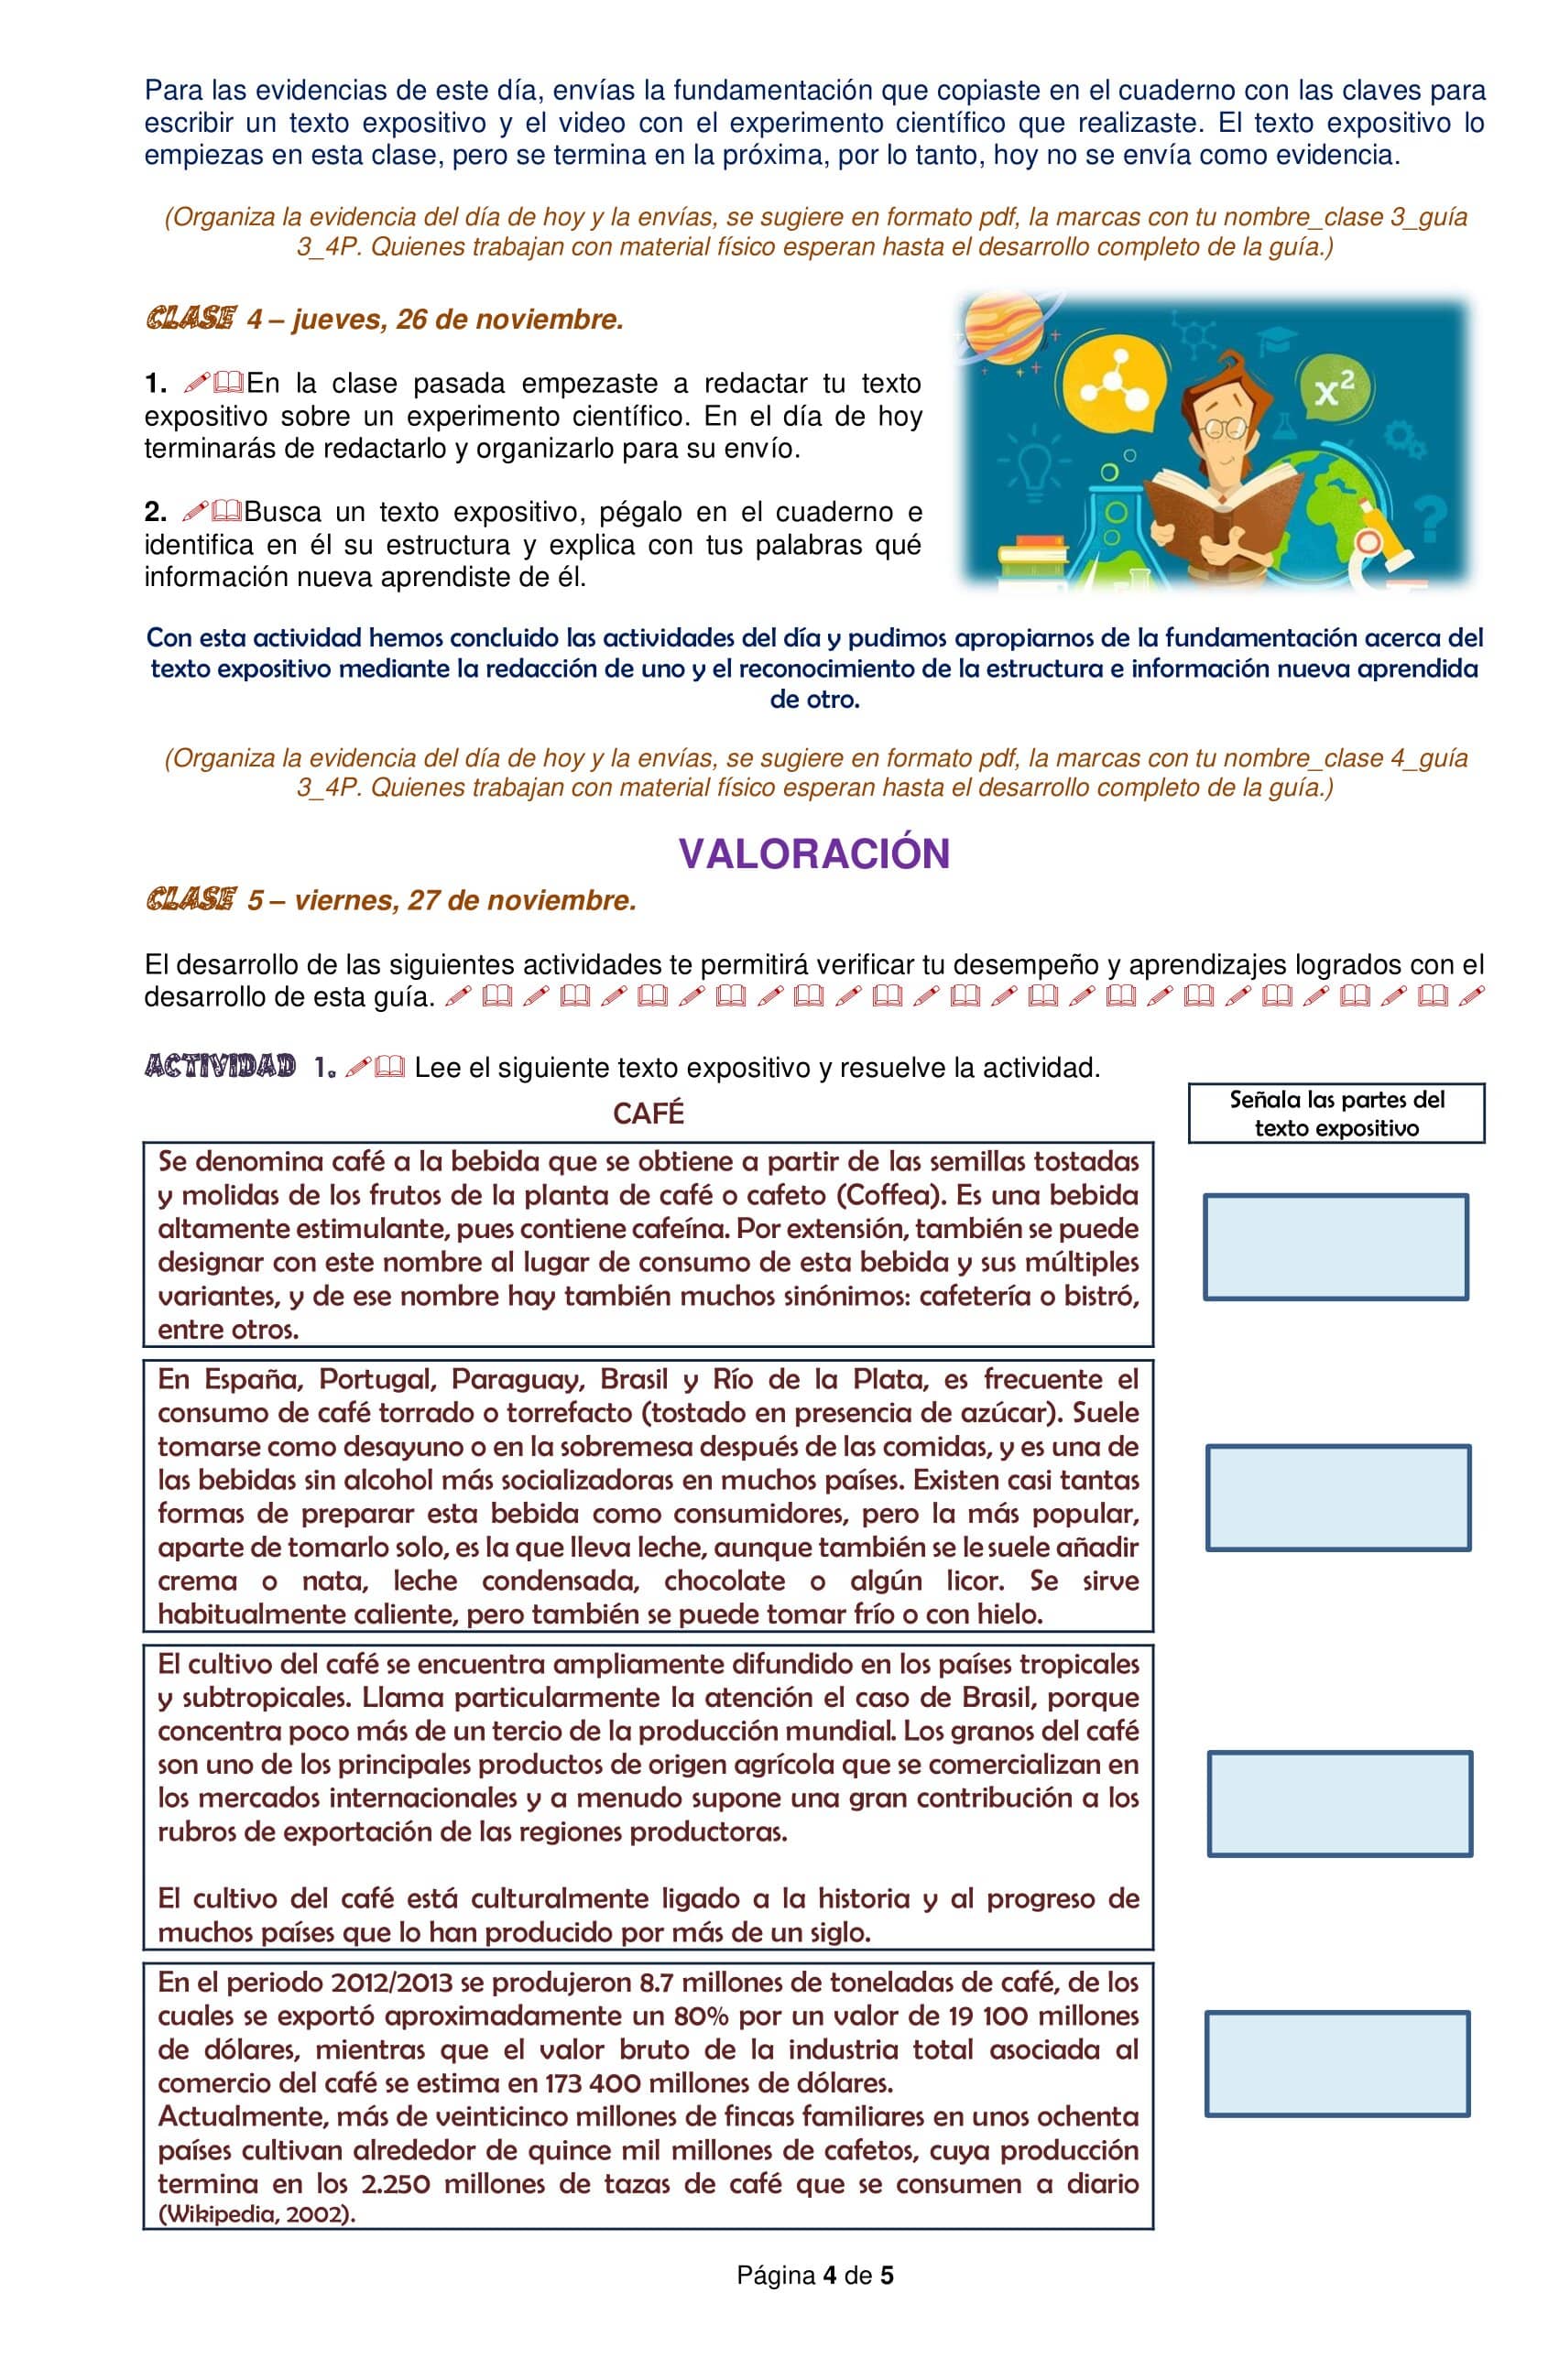 Para las evidencias de este día, envías la fundamentación que copiaste en el cuaderno con las claves para
escribir un texto expositivo y el video con el experimento científico que realizaste. El texto expositivo lo
empiezas en esta clase, pero se termina en la próxima, por lo tanto, hoy no se envía como evidencia.
(Organiza la evidencia del día de hoy y la envías, se sugiere en formato pdf, la marcas con tu nombre_clase 3_guía
3_4P. Quienes trabajan con material físico esperan hasta el desarrollo completo de la guía.)
CLASE 4 – jueves, 26 de noviembre.
1. En la clase pasada empezaste a redactar tu texto
expositivo sobre un experimento científico. En el día de hoy
terminarás de redactarlo y organizarlo para su envío.
x²
?
2. Busca un texto expositivo, pégalo en el cuaderno e
identifica en él su estructura y explica con tus palabras qué
información nueva aprendiste de él.
Con esta actividad hemos concluido las actividades del día y pudimos apropiarnos de la fundamentación acerca del
texto expositivo mediante la redacción de uno y el reconocimiento de la estructura e información nueva aprendida
de otro.
(Organiza la evidencia del día de hoy y la envías, se sugiere en formato pdf, la marcas con tu nombre_clase 4_guía
3_4P. Quienes trabajan con material físico esperan hasta el desarrollo completo de la guía.)
VALORACIÓN
CLASE 5 – viernes, 27 de noviembre.
El desarrollo de las siguientes actividades te permitirá verificar tu desempeño y aprendizajes logrados con el
desarrollo de esta guía.
ACTIVIDAD 1. Lee el siguiente texto expositivo y resuelve la actividad.
CAFÉ
Señala las partes del
texto expositivo
Se denomina café a la bebida que se obtiene a partir de las semillas tostadas
y molidas de los frutos de la planta de café o cafeto (Coffea). Es una bebida
altamente estimulante, pues contiene cafeína. Por extensión, también se puede
designar con este nombre al lugar de consumo de esta bebida y sus múltiples
variantes, y de ese nombre hay también muchos sinónimos: cafetería o bistró,
entre otros.
En España, Portugal, Paraguay, Brasil y Río de la Plata, es frecuente el
consumo de café torrado o torrefacto (tostado en presencia de azúcar). Suele
tomarse como desayuno o en la sobremesa después de las comidas, y es una de
las bebidas sin alcohol más socializadoras en muchos países. Existen casi tantas
formas de preparar esta bebida como consumidores, pero la más popular,
aparte de tomarlo solo, es la que lleva leche, aunque también se le suele añadir
crema o nata, leche condensada, chocolate o algún licor. Se sirve
habitualmente caliente, pero también se puede tomar frío o con hielo.
El cultivo del café se encuentra ampliamente difundido en los países tropicales
y subtropicales. Llama particularmente la atención el caso de Brasil, porque
concentra poco más de un tercio de la producción mundial. Los granos del café
son uno de los principales productos de origen agrícola que se comercializan en
los mercados internacionales y a menudo supone una gran contribución a los
rubros de exportación de las regiones productoras.
El cultivo del café está culturalmente ligado a la historia y al progreso de
muchos países que lo han producido por más de un siglo.
En el periodo 2012/2013 se produjeron 8.7 millones de toneladas de café, de los
cuales se exportó aproximadamente un 80% por un valor de 19 100 millones
de dólares, mientras que el valor bruto de la industria total asociada al
comercio del café se estima en 173 400 millones de dólares.
Actualmente, más de veinticinco millones de fincas familiares en unos ochenta
países cultivan alrededor de quince mil millones de cafetos, cuya producción
termina en los 2.250 millones de tazas de café que se consumen a diario
(Wikipedia, 2002).
Página 4 de 5